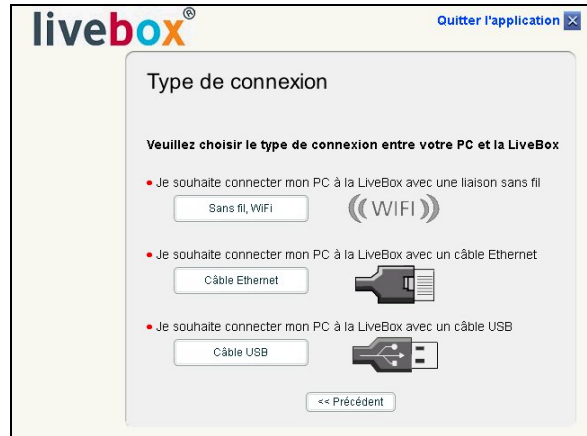 livebox®
Quitter l'application
Type de connexion
Veuillez choisir le type de connexion entre votre PC et la LiveBox
Je souhaite connecter mon PC à la LiveBox avec une liaison sans fil
Sans fil, WiFi
((WIFI))
Je souhaite connecter mon PC à la LiveBox avec un câble Ethernet
Câble Ethernet
Je souhaite connecter mon PC à la LiveBox avec un câble USB
Câble USB
<< Précédent